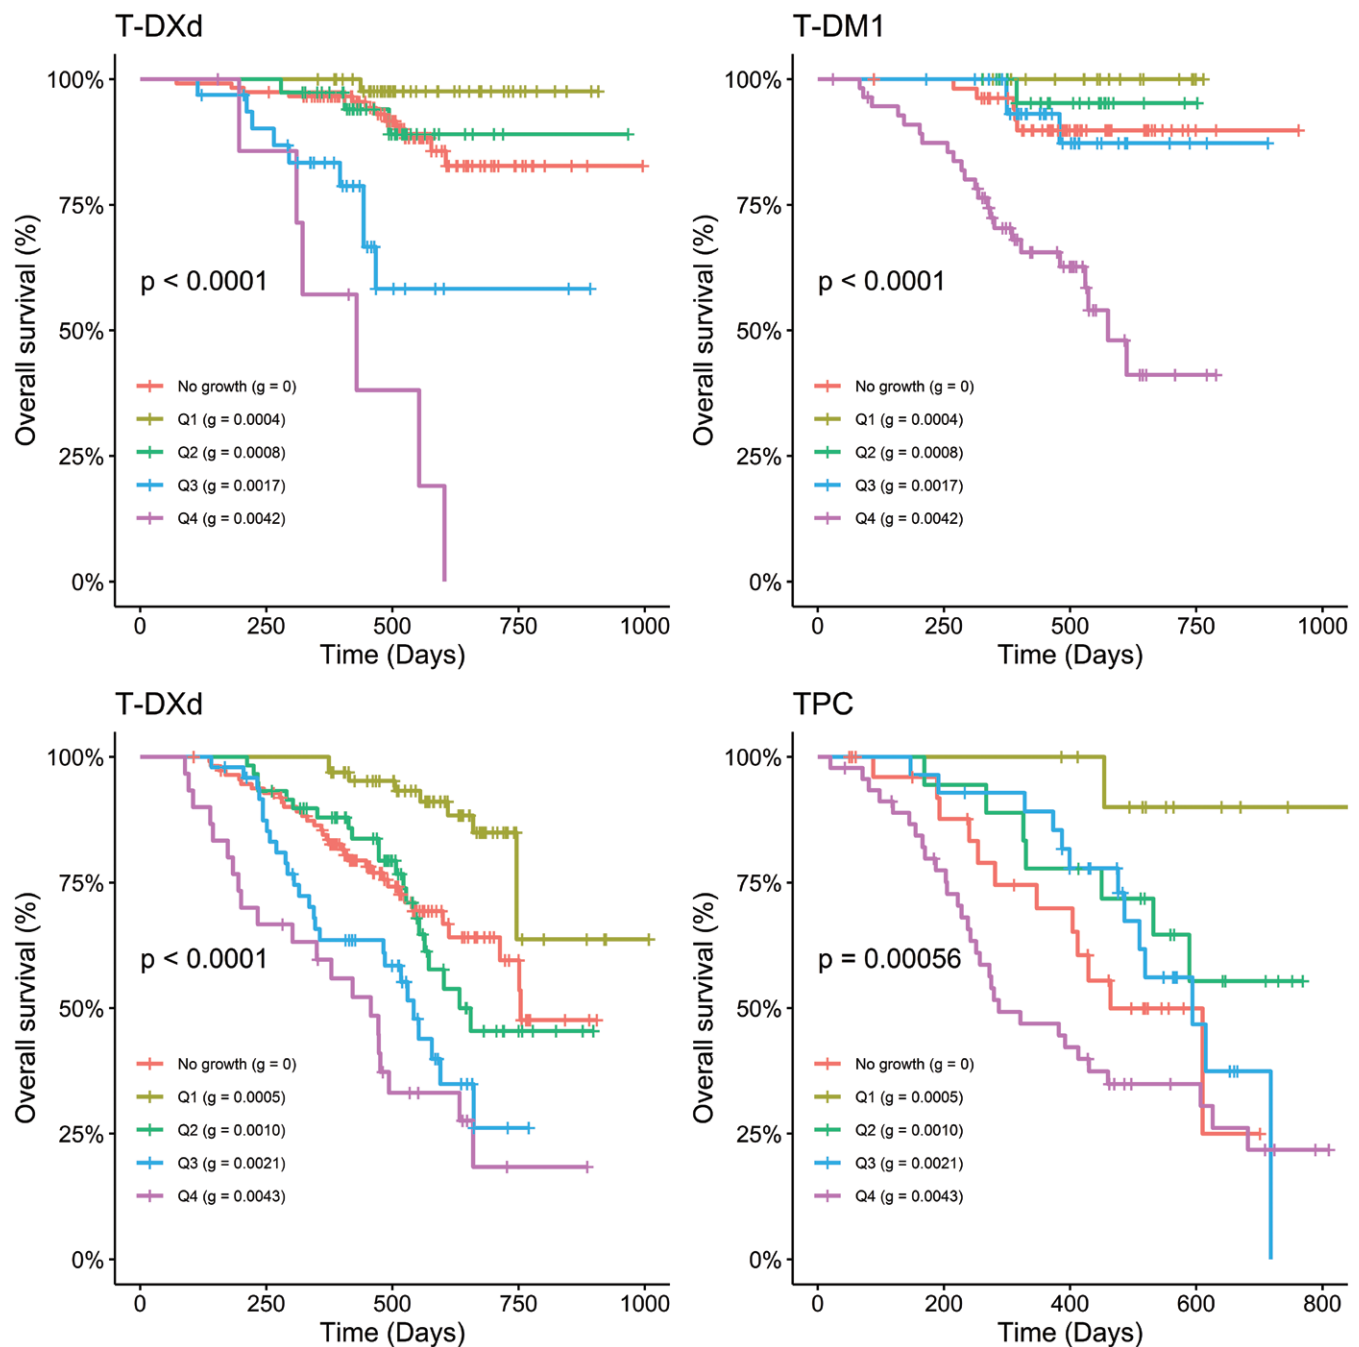 T-DXd
Overall survival (%)
100%
75%
50%
25%
0%
p < 0.0001
No growth (g = 0)
Q1 (g = 0.0004)
Q2 (g = 0.0008)
Q3 (g = 0.0017)
Q4 (g = 0.0042)
0 250 500 750 1000
Time (Days)
T-DM1
Overall survival (%)
100%
75%
50%
25%
0%
p < 0.0001
No growth (g = 0)
Q1 (g = 0.0004)
Q2 (g = 0.0008)
Q3 (g = 0.0017)
Q4 (g = 0.0042)
0 250 500 750 1000
Time (Days)
T-DXd
Overall survival (%)
100%
75%
50%
25%
0%
p < 0.0001
No growth (g = 0)
Q1 (g = 0.0005)
Q2 (g = 0.0010)
Q3 (g = 0.0021)
Q4 (g = 0.0043)
0 250 500 750 1000
Time (Days)
TPC
Overall survival (%)
100%
75%
50%
25%
0%
p = 0.00056
No growth (g = 0)
Q1 (g = 0.0005)
Q2 (g = 0.0010)
Q3 (g = 0.0021)
Q4 (g = 0.0043)
0 200 400 600 800
Time (Days)